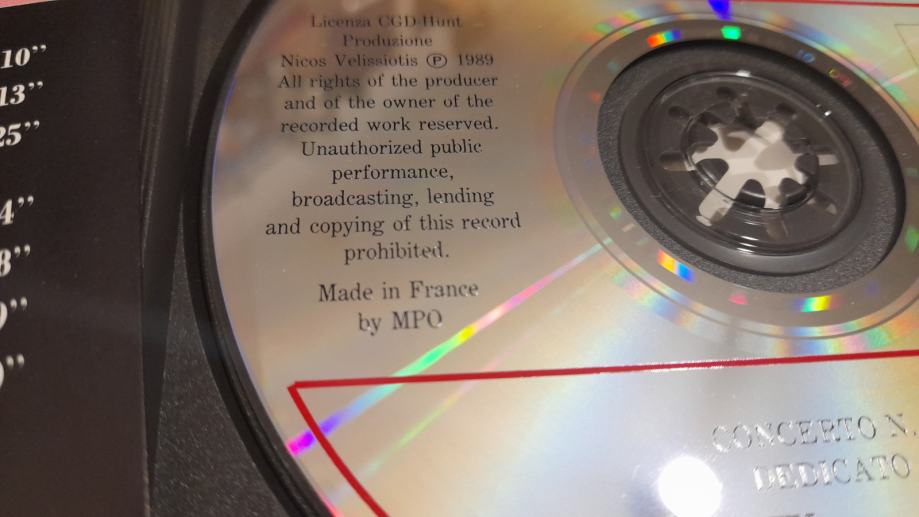 10”
13”
25”
4”
8”
Licenza CGD-Hunt
Produzione
Nicos Velissiotis Ⓟ 1989
All rights of the producer
and of the owner of the
recorded work reserved.
Unauthorized public
performance,
broadcasting, lending
and copying of this record
prohibited.
Made in France
by MPO
CONCERTO N.
DEDICATO